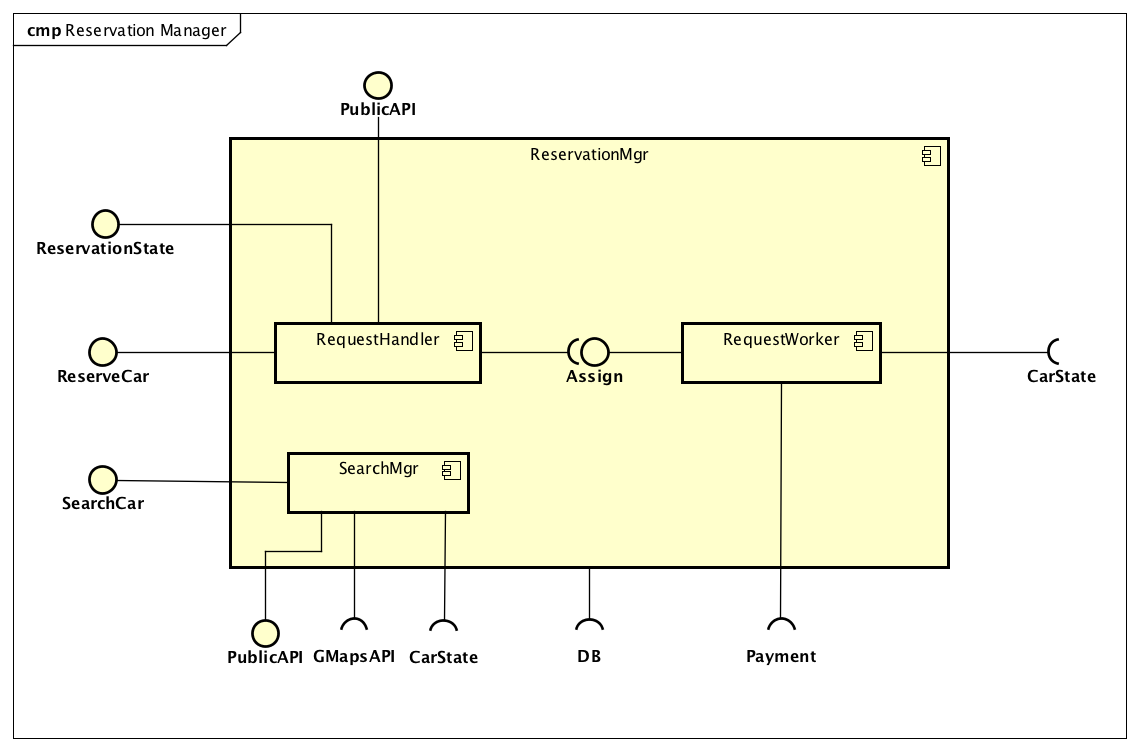 cmp Reservation Manager
PublicAPI
ReservationMgr
ReservationState
RequestHandler
RequestWorker
ReserveCar
Assign
CarState
SearchMgr
SearchCar
PublicAPI
GMapsAPI
CarState
DB
Payment